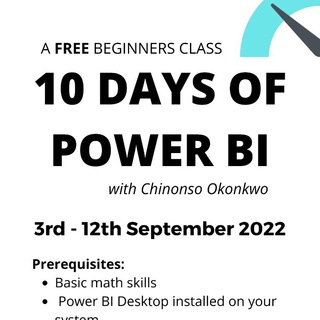 A FREE BEGINNERS CLASS
10 DAYS OF
POWER BI
with Chinonso Okonkwo
3rd - 12th September 2022
Prerequisites:
• Basic math skills
• Power BI Desktop installed on your
system